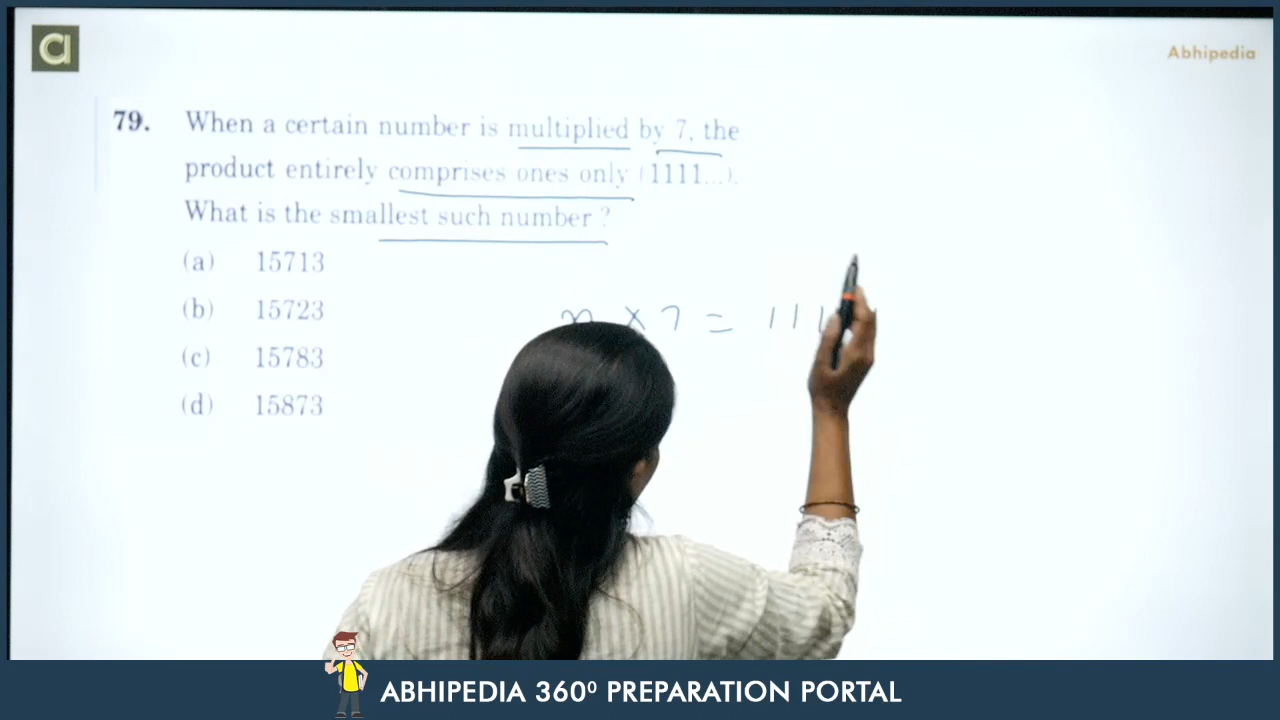 Abhipedia
79. When a certain number is multiplied by 7, the
product entirely comprises ones only (1111...).
What is the smallest such number ?
(a) 15713
(b) 15723
(c) 15783
(d) 15873
x 7 = 111
ABHIPEDIA 360⁰ PREPARATION PORTAL